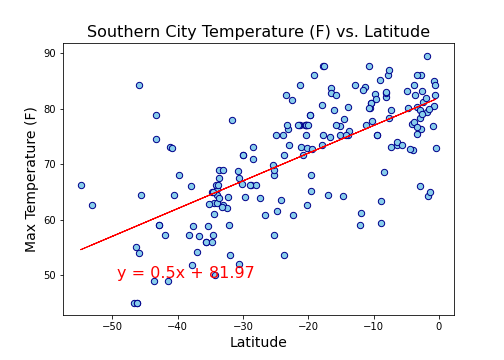 Southern City Temperature (F) vs. Latitude
Max Temperature (F)
90
80
70
60
50
y = 0.5x + 81.97
−50 −40 −30 −20 −10 0
Latitude